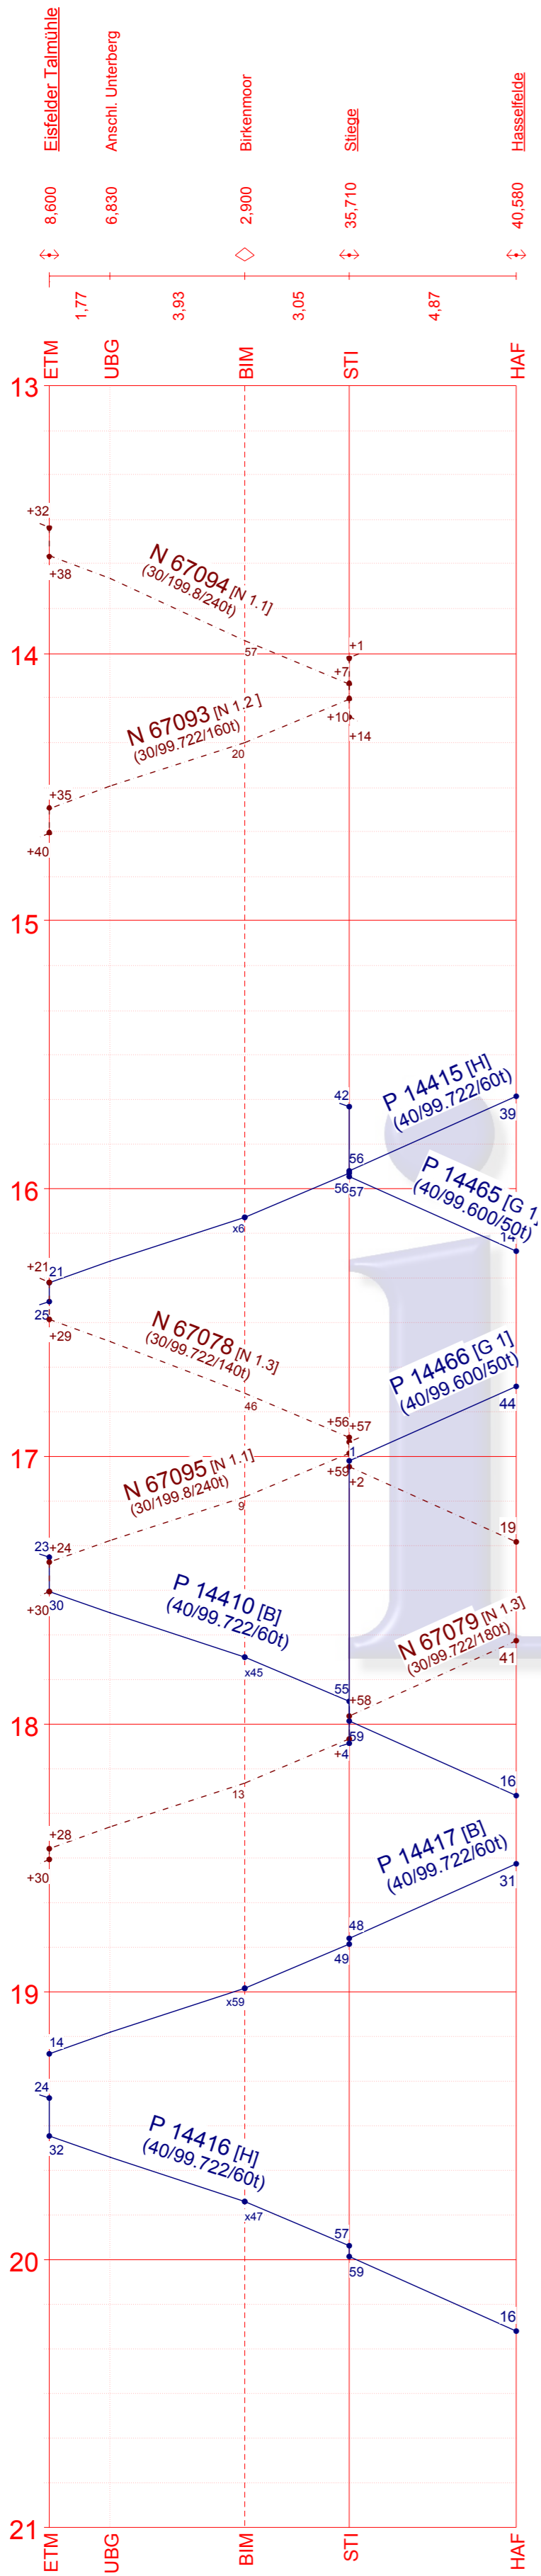 Eisfelder Talmühle
Anschl. Unterberg
Birkenmoor
Stiege
Hasselfelde
8,600
6,830
2,900
35,710
40,580
1,77
3,93
3,05
4,87
ETM
UBG
BIM
STI
HAF
13
+32
N 67094 [N 1.1]
(30/199.8/240t)
+38
57
14
+1
+7
N 67093 [N 1.2 ]
(30/99.722/160t)
+10
+14
20
+35
+40
15
P 14415 [H]
(40/99.722/60t)
42
39
56
P 14465 [G 1]
(40/99.600/50t)
16
56
57
x6
14
+21
21
25
+29
N 67078 [N 1.3]
(30/99.722/140t)
P 14466 [G 1]
(40/99.600/50t)
46
44
+56
+57
17
1
N 67095 [N 1.1]
(30/199.8/240t)
+59
+2
9
19
23
+24
+30
30
P 14410 [B]
(40/99.722/60t)
N 67079 [N 1.3]
(30/99.722/180t)
x45
41
55
+58
18
59
+4
16
13
+28
+30
P 14417 [B]
(40/99.722/60t)
31
48
49
19
x59
14
24
P 14416 [H]
(40/99.722/60t)
32
x47
57
20
59
16
21
ETM
UBG
BIM
STI
HAF